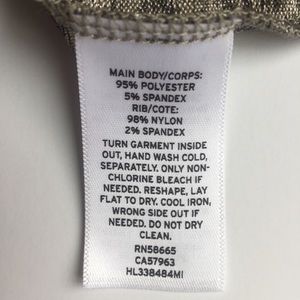 MAIN BODY/CORPS:
95% POLYESTER
5% SPANDEX
RIB/COTE:
98% NYLON
2% SPANDEX
TURN GARMENT INSIDE
OUT, HAND WASH COLD,
SEPARATELY. ONLY NON-
CHLORINE BLEACH IF
NEEDED. RESHAPE, LAY
FLAT TO DRY. COOL IRON,
WRONG SIDE OUT IF
NEEDED. DO NOT DRY
CLEAN.
RN58665
CA57963
HL338484MI